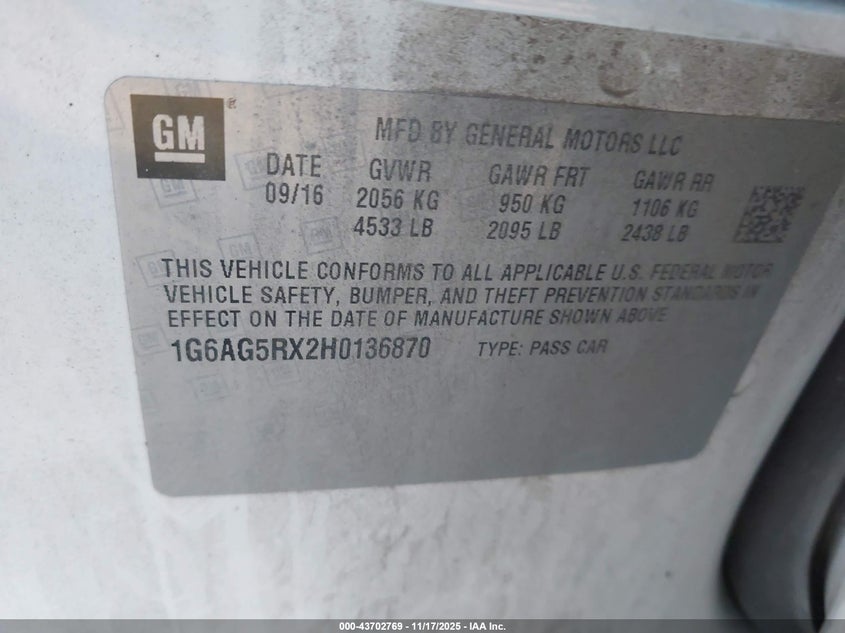 GM ®
MFD BY GENERAL MOTORS LLC
DATE GVWR GAWR FRT GAWR RR
09/16 2056 KG 950 KG 1106 KG
4533 LB 2095 LB 2438 LB
THIS VEHICLE CONFORMS TO ALL APPLICABLE U.S. FEDERAL MOTOR
VEHICLE SAFETY, BUMPER, AND THEFT PREVENTION STANDARDS IN
EFFECT ON THE DATE OF MANUFACTURE SHOWN ABOVE
1G6AG5RX2H0136870 TYPE: PASS CAR
000-43702769 - 11/17/2025 - IAA Inc.